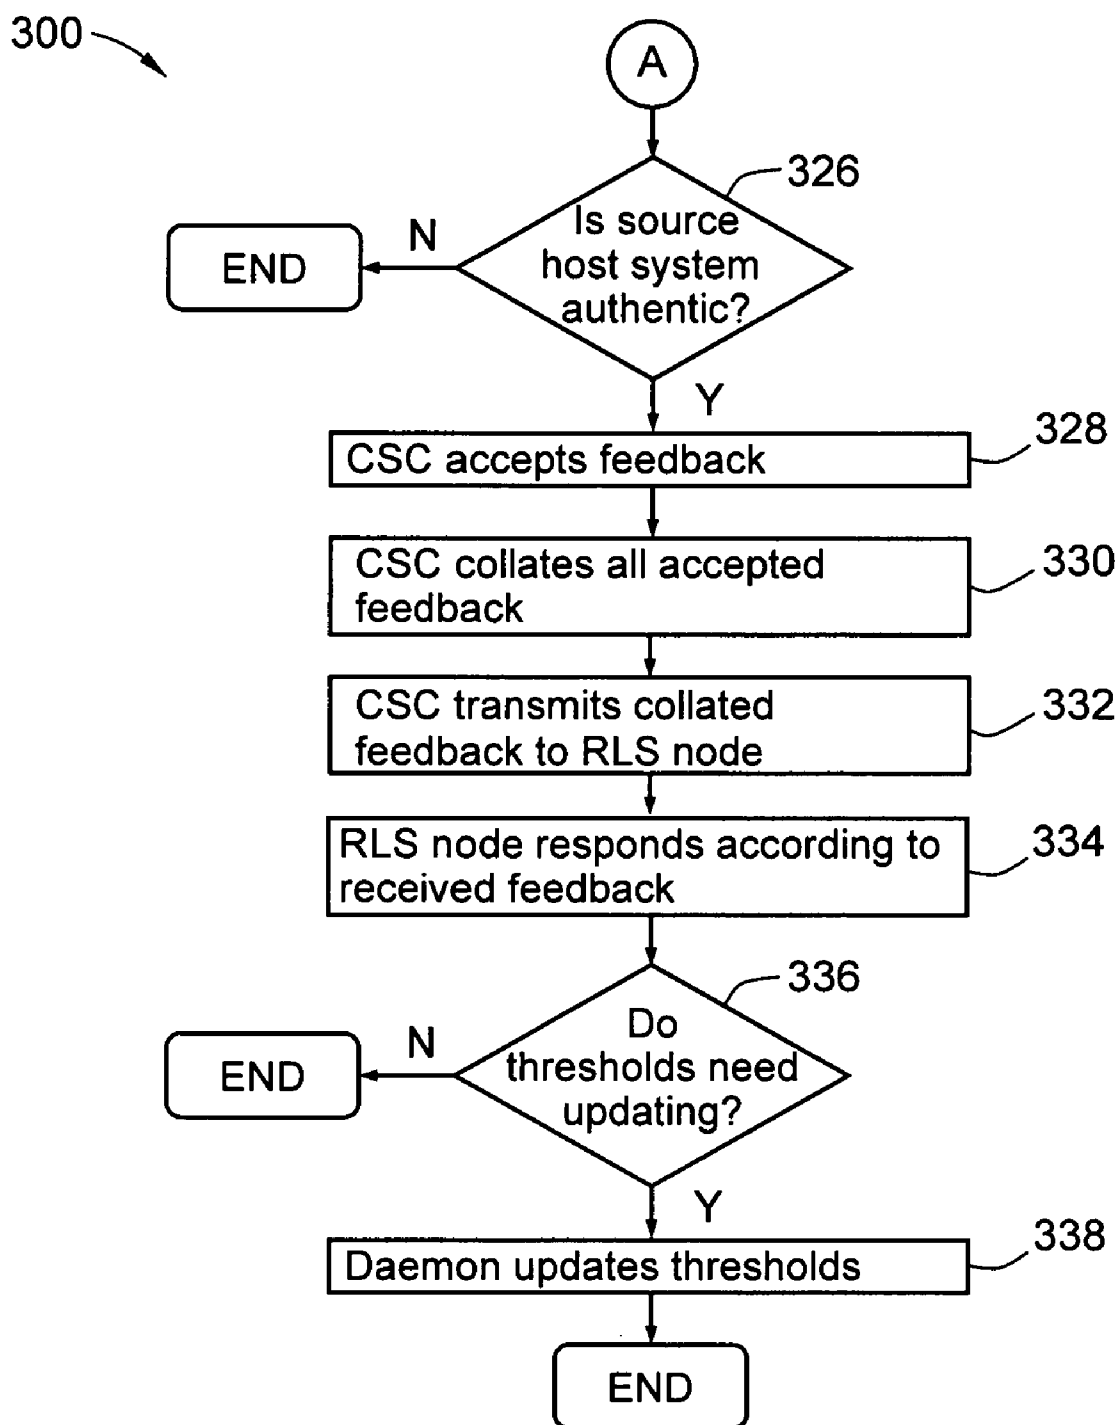 300
A
326
Is source
host system
authentic?
N
END
Y
CSC accepts feedback
328
CSC collates all accepted
feedback
330
CSC transmits collated
feedback to RLS node
332
RLS node responds according to
received feedback
334
336
Do
thresholds need
updating?
N
END
Y
Daemon updates thresholds
338
END